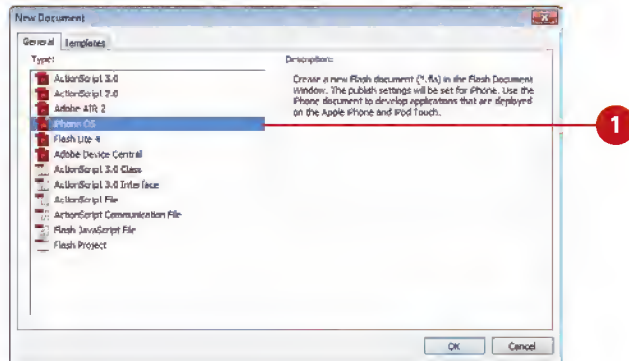 New Document
General Templates
Type:
ActionScript 3.0
ActionScript 2.0
Adobe AIR 2
iPhone OS
Flash Lite 4
Adobe Device Central
ActionScript 3.0 Class
ActionScript 3.0 Interface
ActionScript File
ActionScript Communication File
Flash JavaScript File
Flash Project
Description:
Create a new Flash document (*.fla) in the Flash Document
Window. The publish settings will be set for iPhone. Use the
iPhone document to develop applications that are deployed
on the Apple iPhone and iPod Touch.
1
OK Cancel